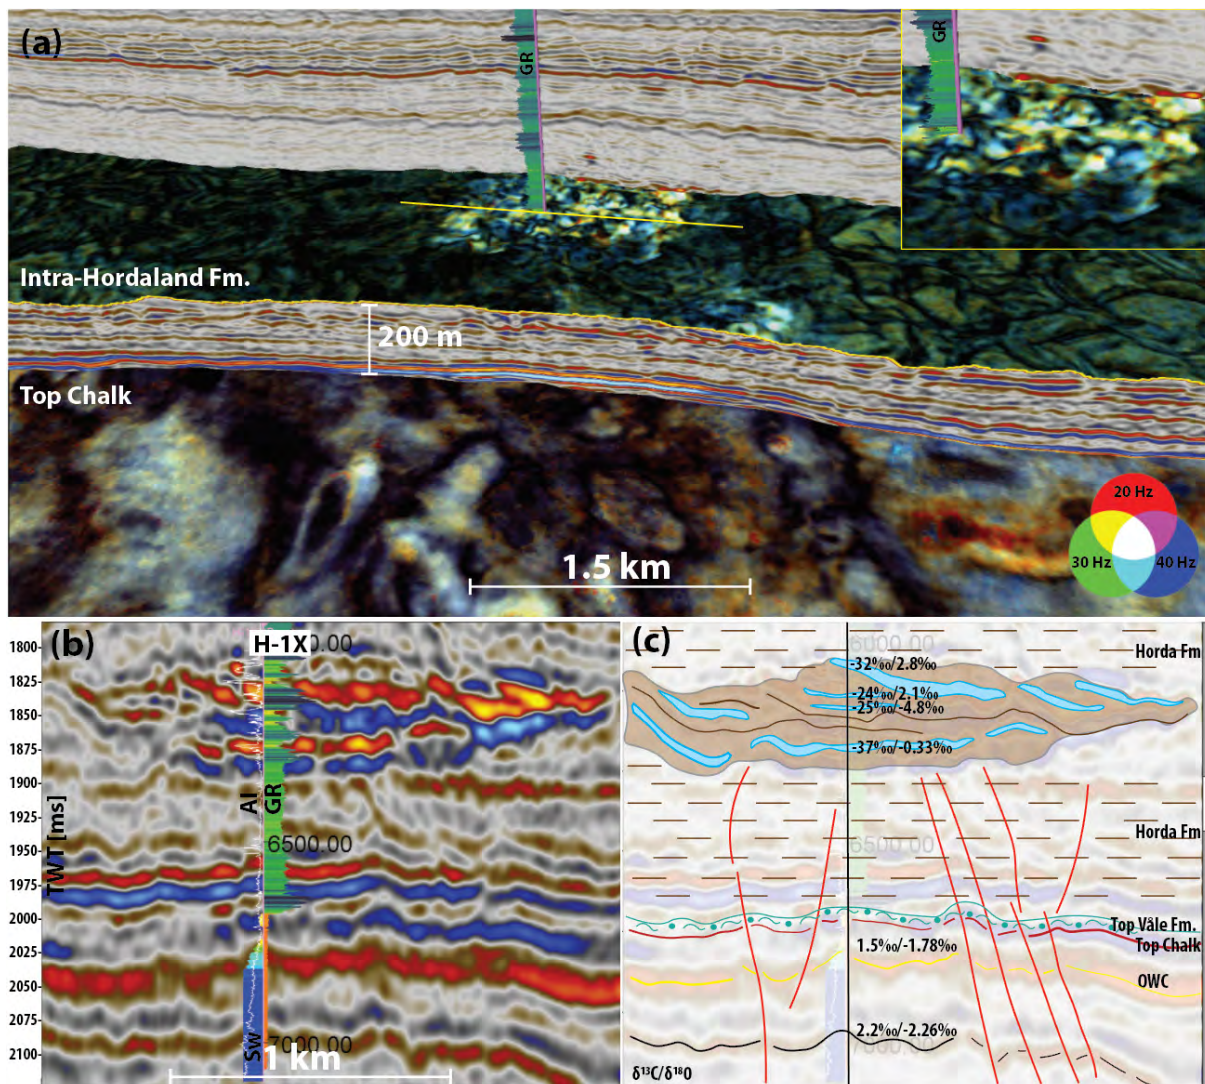 (a)
GR
GR
Intra-Hordaland Fm.
200 m
Top Chalk
1.5 km
20 Hz
30 Hz
40 Hz
(b)
H-1X
00.00
1800
1825
1850
1875
1900
1925
1950
1975
2000
2025
2050
2075
2100
TWT [ms]
AI
GR
6500.00
Sw
7000.00
1 km
(c)
6000.00
Horda Fm
-32‰/2.8‰
-24‰/2.1‰
-25‰/-4.8‰
-37‰/-0.33‰
Horda Fm
6500.00
Top Våle Fm.
Top Chalk
1.5‰/-1.78‰
OWC
2.2‰/-2.26‰
7000.00
δ¹³C/δ¹⁸O